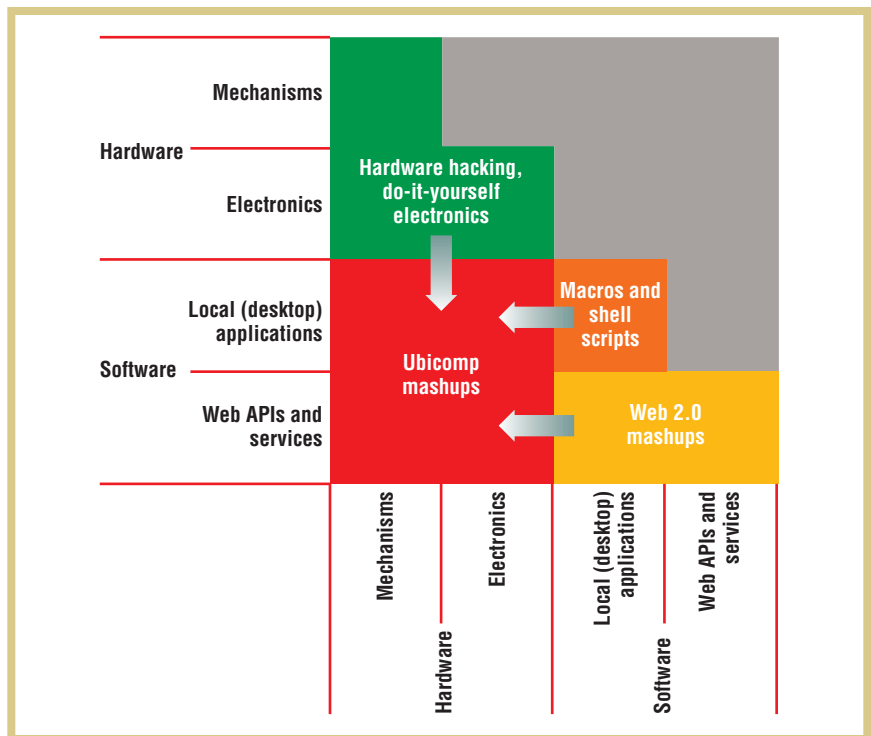 Mechanisms
Hardware
Hardware hacking,
do-it-yourself
electronics
Electronics
Local (desktop)
applications
Macros and
shell
scripts
Software
Ubicomp
mashups
Web APIs and
services
Web 2.0
mashups
Mechanisms
Electronics
Local (desktop)
applications
Web APIs and
services
Hardware
Software